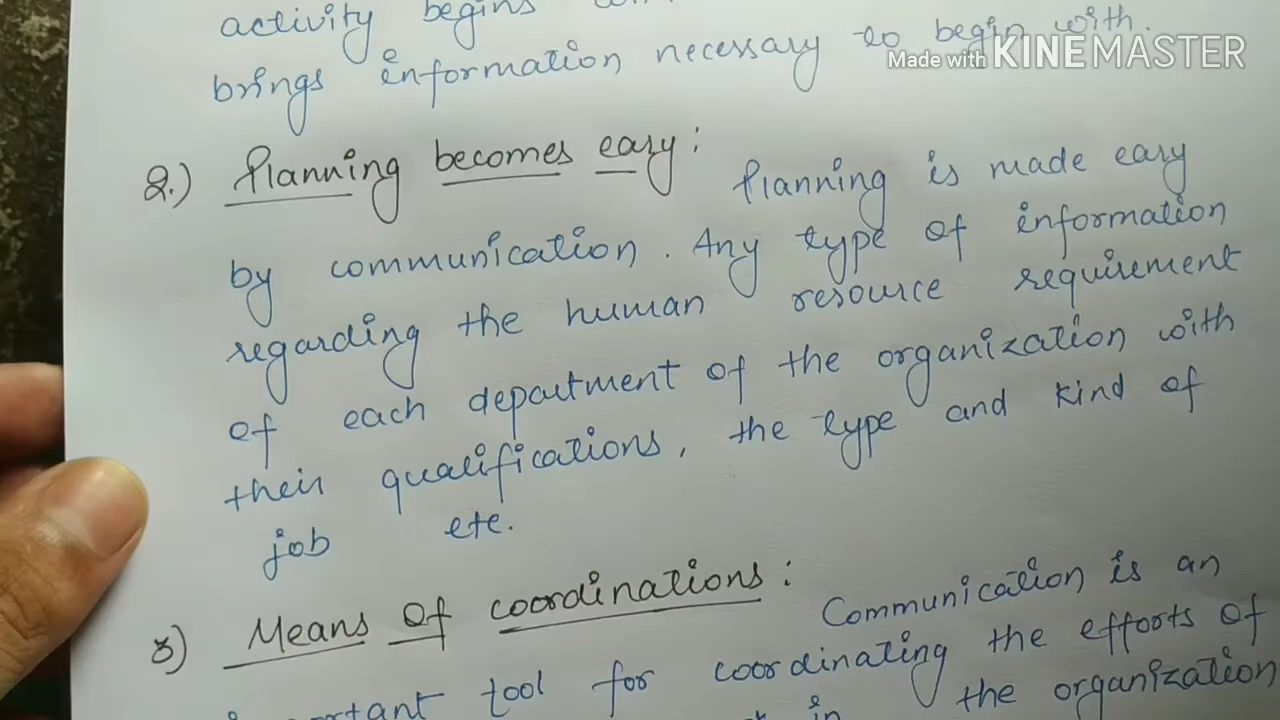 activity begins
brings information necessary to begin with.
Made with KINEMASTER
2.) Planning becomes easy:
Planning is made easy
by communication. Any type of information
regarding the human resource requirement
of each department of the organization with
their qualifications, the type and kind of
job etc.
3) Means Of coordinations:
Communication is an
tool for coordinating the efforts of
in the organization